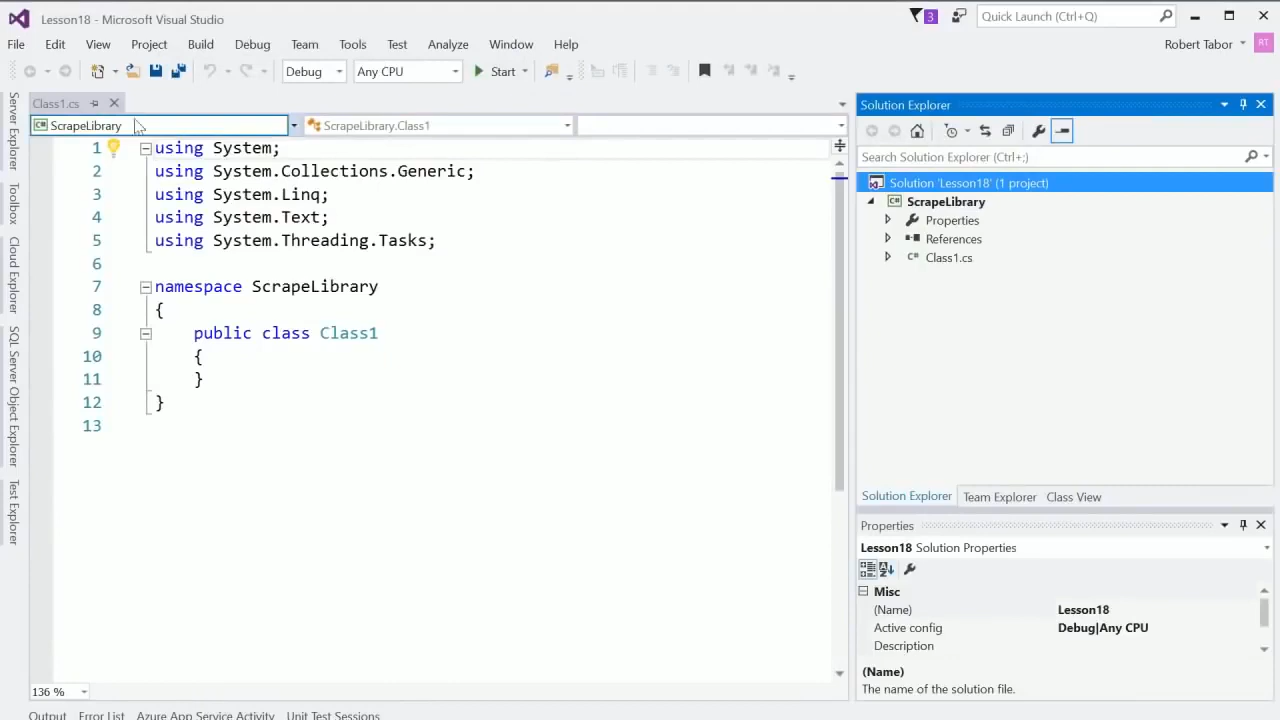 Lesson18 - Microsoft Visual Studio
3
Quick Launch (Ctrl+Q)
File Edit View Project Build Debug Team Tools Test Analyze Window Help
Robert Tabor RT
Debug Any CPU Start
Server Explorer
Toolbox
Cloud Explorer
SQL Server Object Explorer
Test Explorer
Class1.cs
ScrapeLibrary ScrapeLibrary.Class1
1 using System;
2 using System.Collections.Generic;
3 using System.Linq;
4 using System.Text;
5 using System.Threading.Tasks;
6
7 namespace ScrapeLibrary
8 {
9 public class Class1
10 {
11 }
12 }
13
136 %
Solution Explorer
Search Solution Explorer (Ctrl+;)
Solution 'Lesson18' (1 project)
C# ScrapeLibrary
Properties
References
C# Class1.cs
Solution Explorer Team Explorer Class View
Properties
Lesson18 Solution Properties
Misc
(Name) Lesson18
Active config Debug|Any CPU
Description
(Name)
The name of the solution file.
Output Error List Azure App Service Activity Unit Test Sessions